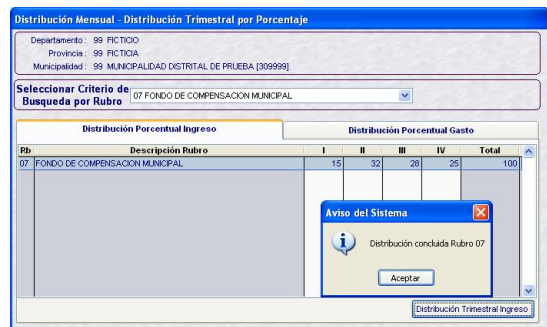 Distribución Mensual - Distribución Trimestral por Porcentaje
Departamento : 99 FICTICIO
Provincia : 99 FICTICIA
Municipalidad : 99 MUNICIPALIDAD DISTRITAL DE PRUEBA [309999]
Seleccionar Criterio de Busqueda por Rubro 07 FONDO DE COMPENSACION MUNICIPAL
Distribución Porcentual Ingreso Distribución Porcentual Gasto
Rb Descripción Rubro I II III IV Total
07 FONDO DE COMPENSACION MUNICIPAL 15 32 28 25 100
Aviso del Sistema
Distribución concluida Rubro 07
Aceptar
Distribución Trimestral Ingreso